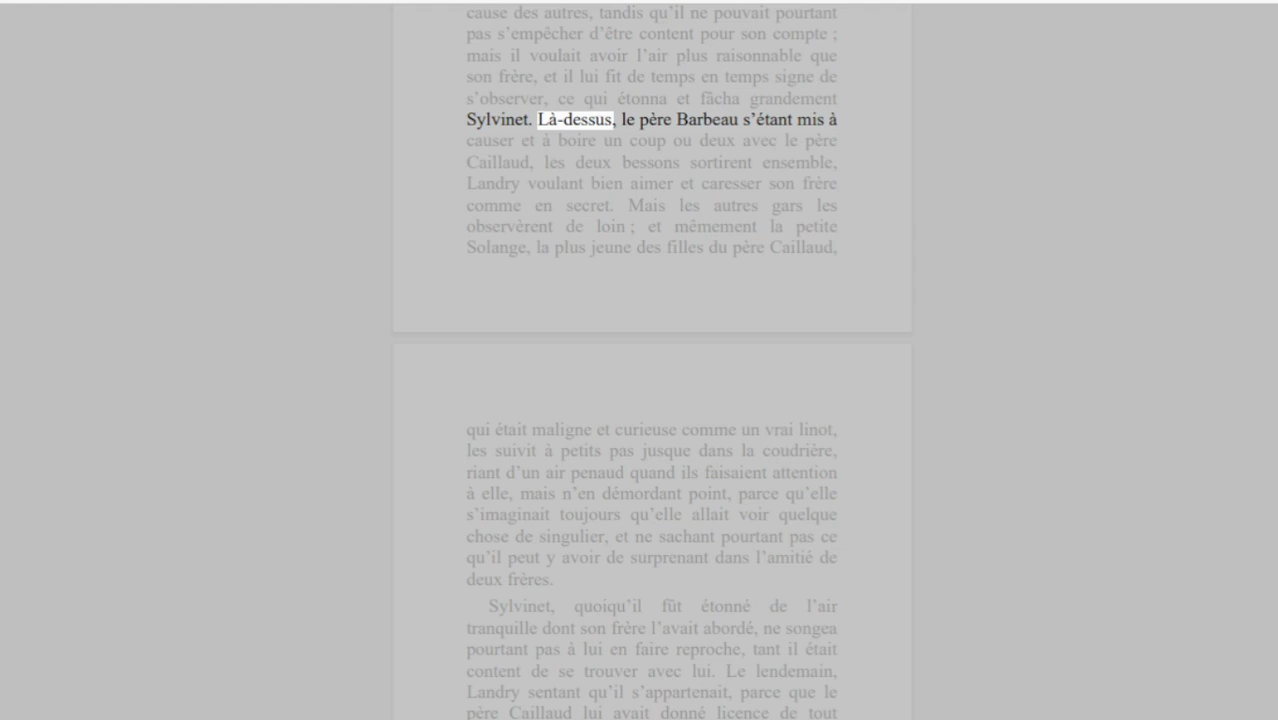 cause des autres, tandis qu’il ne pouvait pourtant
pas s’empêcher d’être content pour son compte ;
mais il voulait avoir l’air plus raisonnable que
son frère, et il lui fit de temps en temps signe de
s’observer, ce qui étonna et fâcha grandement
Sylvinet. Là-dessus, le père Barbeau s’étant mis à
causer et à boire un coup ou deux avec le père
Caillaud, les deux bessons sortirent ensemble,
Landry voulant bien aimer et caresser son frère
comme en secret. Mais les autres gars les
observèrent de loin ; et mêmement la petite
Solange, la plus jeune des filles du père Caillaud,
qui était maligne et curieuse comme un vrai linot,
les suivit à petits pas jusque dans la coudrière,
riant d’un air penaud quand ils faisaient attention
à elle, mais n’en démordant point, parce qu’elle
s’imaginait toujours qu’elle allait voir quelque
chose de singulier, et ne sachant pourtant pas ce
qu’il peut y avoir de surprenant dans l’amitié de
deux frères.
Sylvinet, quoiqu’il fût étonné de l’air
tranquille dont son frère l’avait abordé, ne songea
pourtant pas à lui en faire reproche, tant il était
content de se trouver avec lui. Le lendemain,
Landry sentant qu’il s’appartenait, parce que le
père Caillaud lui avait donné licence de tout